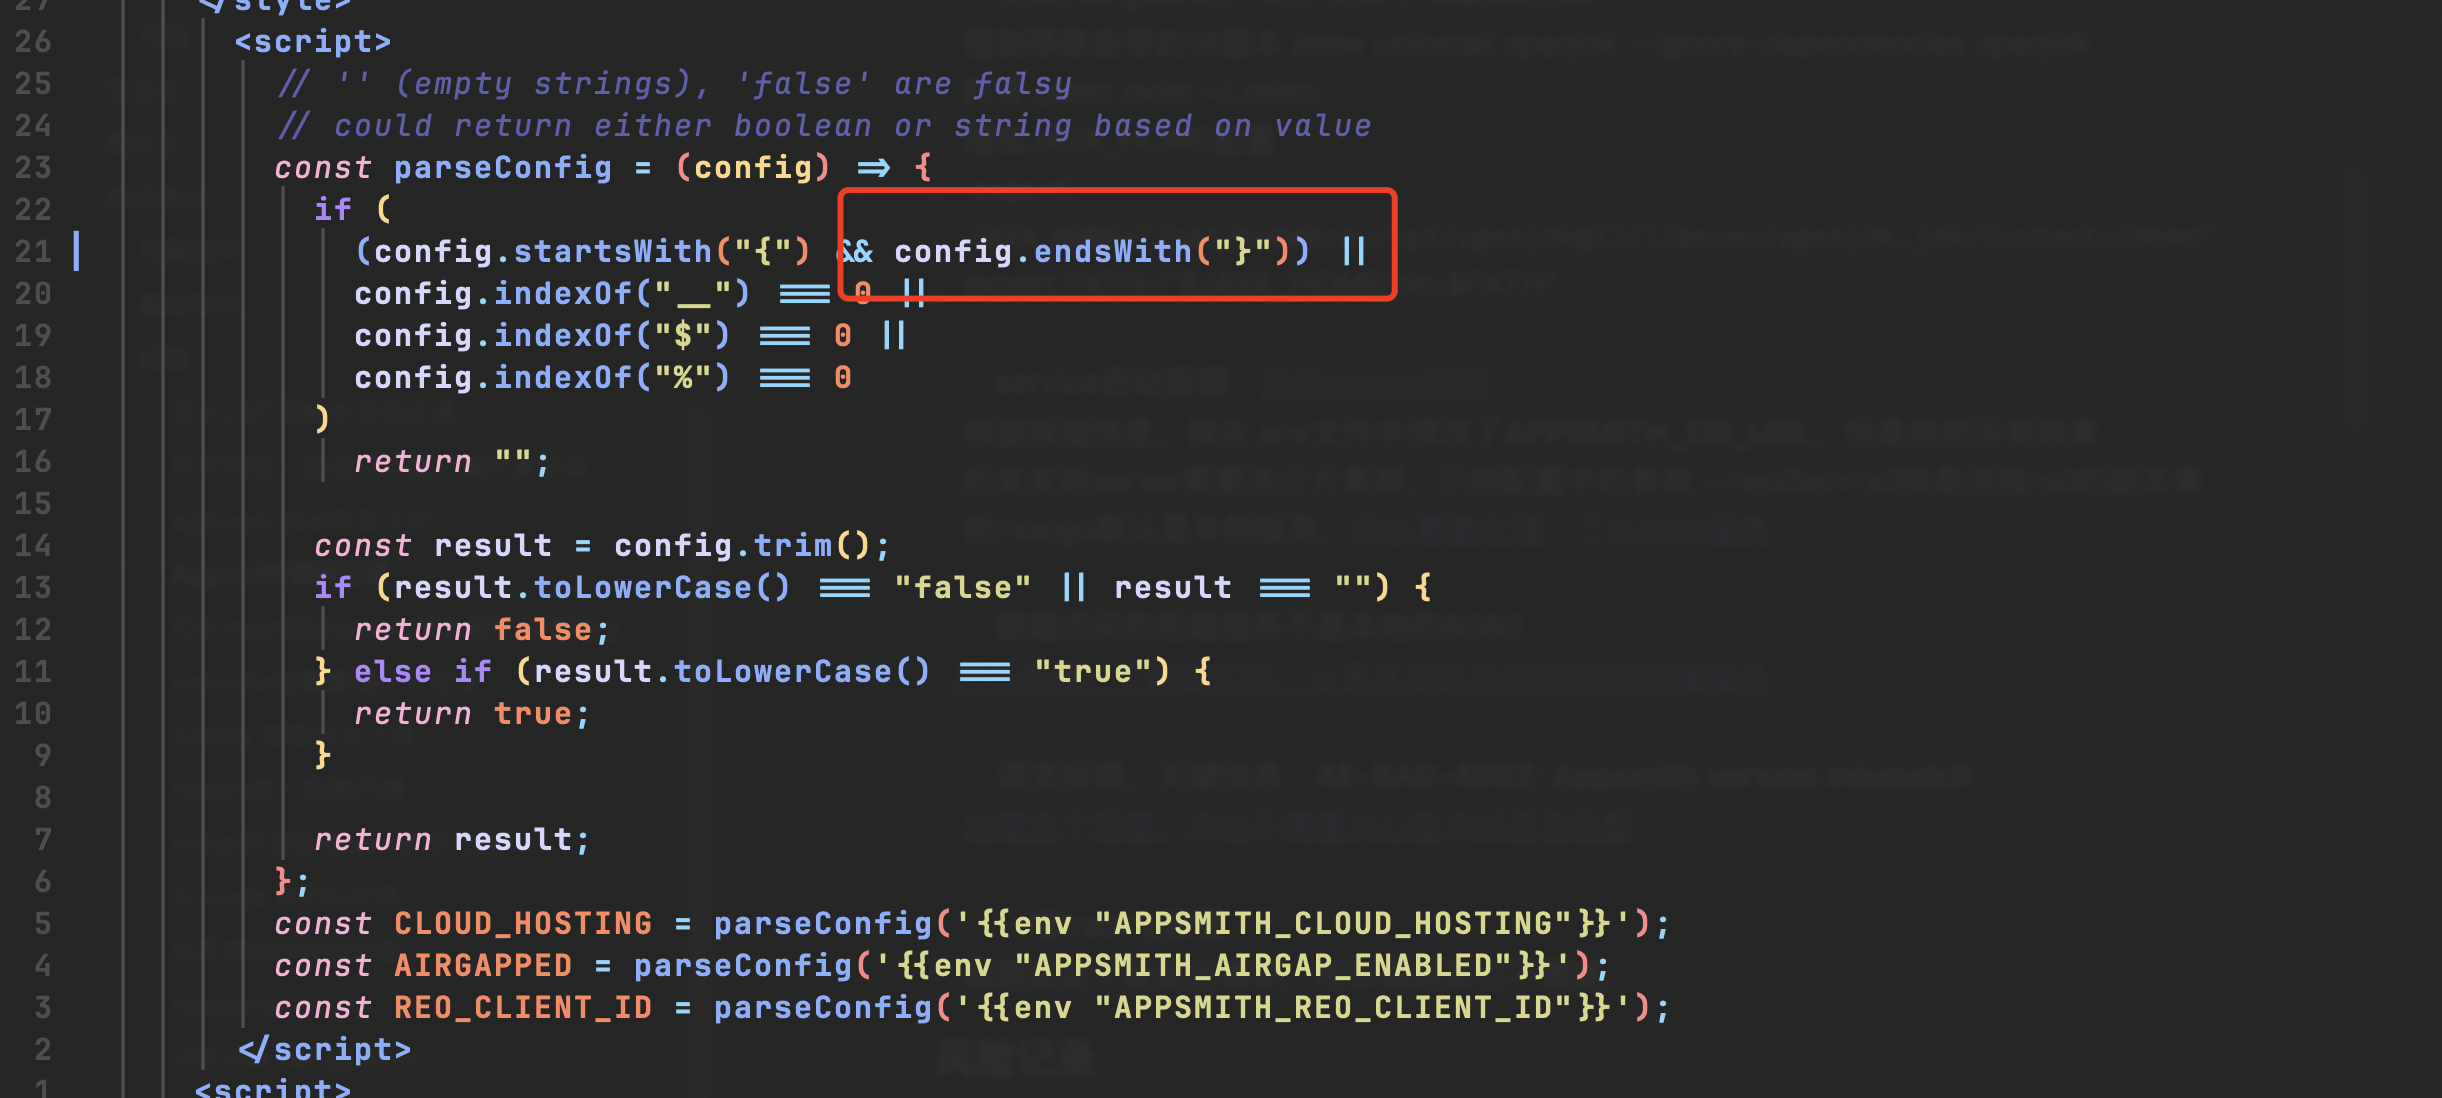 27 </style>
26 <script>
25 // '' (empty strings), 'false' are falsy
24 // could return either boolean or string based on value
23 const parseConfig = (config) => {
22 if (
21 (config.startsWith("{") && config.endsWith("}")) ||
20 config.indexOf("__") === 0 ||
19 config.indexOf("$") === 0 ||
18 config.indexOf("%") === 0
17 )
16 return "";
15
14 const result = config.trim();
13 if (result.toLowerCase() === "false" || result === "") {
12 return false;
11 } else if (result.toLowerCase() === "true") {
10 return true;
9 }
8
7 return result;
6 };
5 const CLOUD_HOSTING = parseConfig('{{env "APPSMITH_CLOUD_HOSTING"}}');
4 const AIRGAPPED = parseConfig('{{env "APPSMITH_AIRGAP_ENABLED"}}');
3 const REO_CLIENT_ID = parseConfig('{{env "APPSMITH_REO_CLIENT_ID"}}');
2 </script>
1 <script>